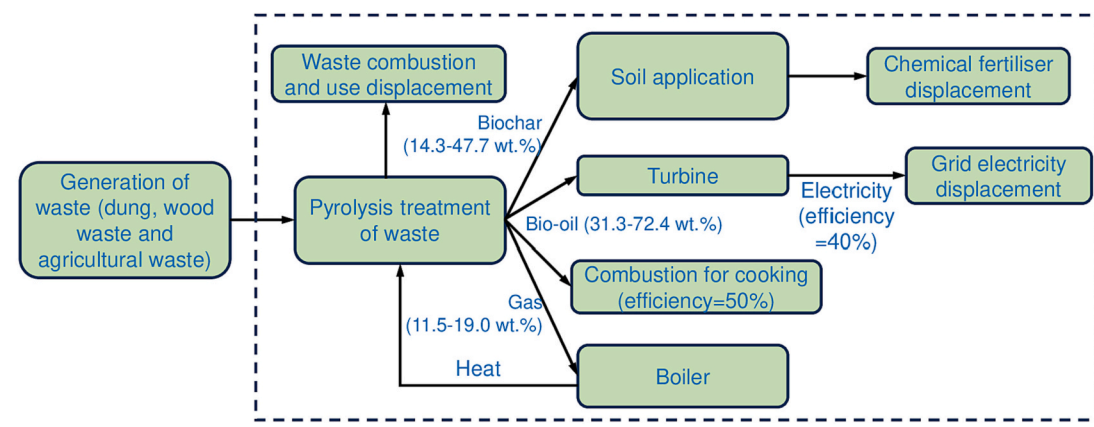 Generation of
waste (dung, wood
waste and
agricultural waste)
Waste combustion
and use displacement
Pyrolysis treatment
of waste
Biochar
(14.3-47.7 wt.%)
Soil application
Chemical fertiliser
displacement
Turbine
Electricity
(efficiency
=40%)
Grid electricity
displacement
Bio-oil (31.3-72.4 wt.%)
Combustion for cooking
(efficiency=50%)
Gas
(11.5-19.0 wt.%)
Heat
Boiler